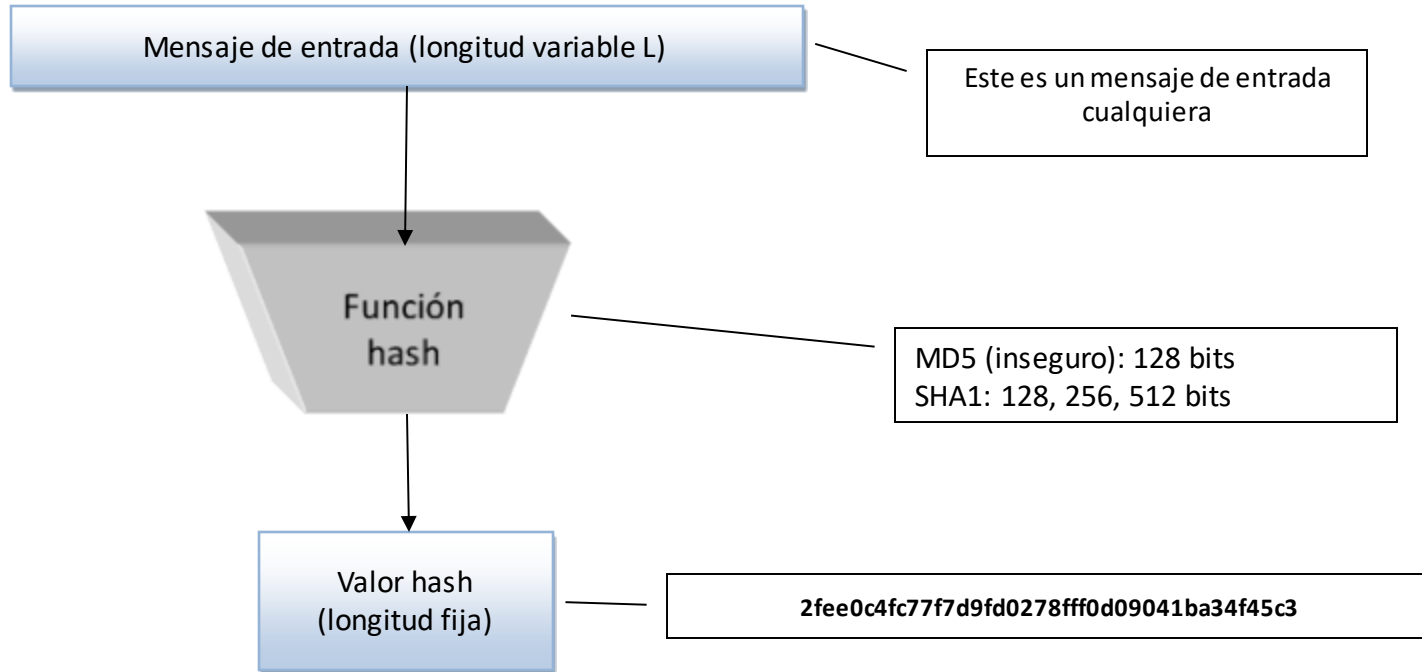 Mensaje de entrada (longitud variable L)
Este es un mensaje de entrada
cualquiera
Función
hash
MD5 (inseguro): 128 bits
SHA1: 128, 256, 512 bits
Valor hash
(longitud fija)
2fee0c4fc77f7d9fd0278fff0d09041ba34f45c3